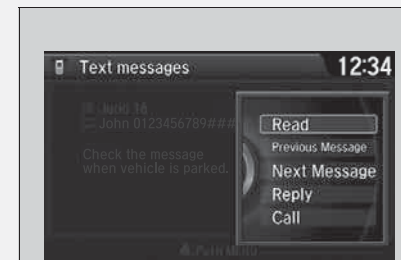 Text messages 12:34
John 0123456789###
Check the message
when vehicle is parked.
Read
Previous Message
Next Message
Reply
Call
MENU